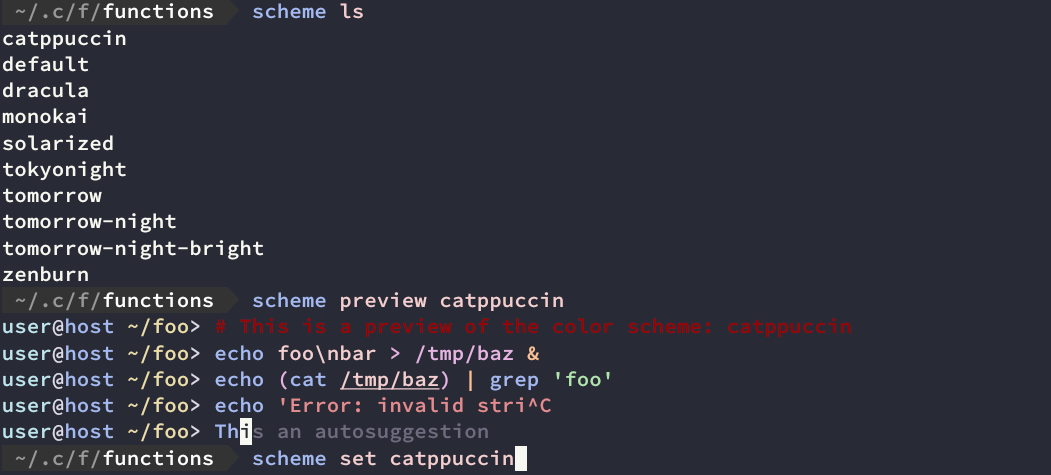 ~/.c/f/functions scheme ls
catppuccin
default
dracula
monokai
solarized
tokyonight
tomorrow
tomorrow-night
tomorrow-night-bright
zenburn
~/.c/f/functions scheme preview catppuccin
user@host ~/foo> # This is a preview of the color scheme: catppuccin
user@host ~/foo> echo foo\nbar > /tmp/baz &
user@host ~/foo> echo (cat /tmp/baz) | grep 'foo'
user@host ~/foo> echo 'Error: invalid stri^C
user@host ~/foo> This an autosuggestion
~/.c/f/functions scheme set catppuccin